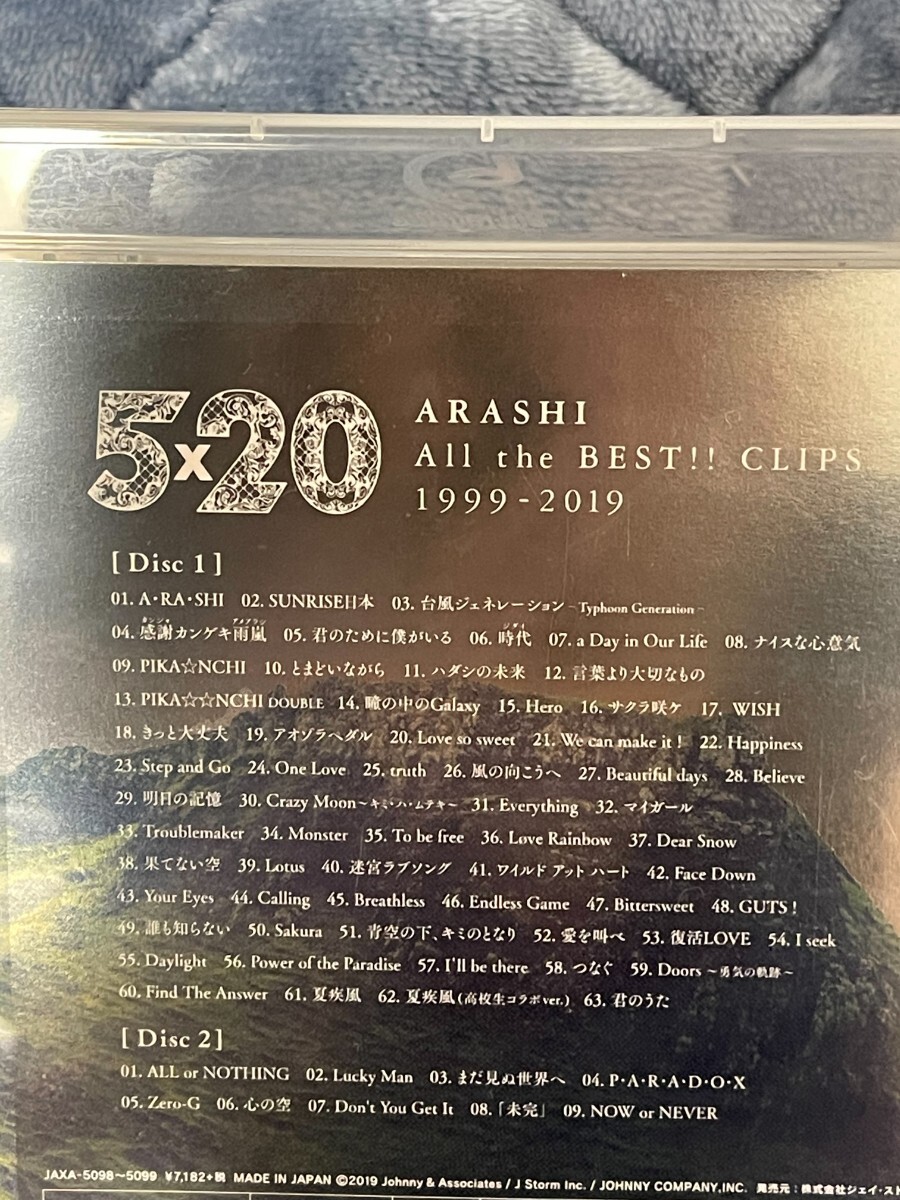 5x20
ARASHI
All the BEST!! CLIPS
1999-2019
[ Disc 1 ]
01. A・RA・SHI 02. SUNRISE日本 03. 台風ジェネレーション -Typhoon Generation-
カンシャ アメアラシ ジダイ
04. 感謝カンゲキ雨嵐 05. 君のために僕がいる 06. 時代 07. a Day in Our Life 08. ナイスな心意気
09. PIKA☆NCHI 10. とまどいながら 11. ハダシの未来 12. 言葉より大切なもの
13. PIKA☆☆NCHI DOUBLE 14. 瞳の中のGalaxy 15. Hero 16. サクラ咲ケ 17. WISH
18. きっと大丈夫 19. アオゾラペダル 20. Love so sweet 21. We can make it ! 22. Happiness
23. Step and Go 24. One Love 25. truth 26. 風の向こうへ 27. Beautiful days 28. Believe
29. 明日の記憶 30. Crazy Moon～キミ・ハ・ムテキ～ 31. Everything 32. マイガール
33. Troublemaker 34. Monster 35. To be free 36. Løve Rainbow 37. Dear Snow
38. 果てない空 39. Lotus 40. 迷宮ラブソング 41. ワイルド アット ハート 42. Face Down
43. Your Eyes 44. Calling 45. Breathless 46. Endless Game 47. Bittersweet 48. GUTS !
49. 誰も知らない 50. Sakura 51. 青空の下、キミのとなり 52. 愛を叫べ 53. 復活LOVE 54. I seek
55. Daylight 56. Power of the Paradise 57. I'll be there 58. つなぐ 59. Doors ～勇気の軌跡～
60. Find The Answer 61. 夏疾風 62. 夏疾風(高校生コラボver.) 63. 君のうた
[ Disc 2 ]
01. ALL or NOTHING 02. Lucky Man 03. まだ見ぬ世界へ 04. P・A・R・A・D・O・X
05. Zero-G 06. 心の空 07. Don't You Get It 08. 「未完」 09. NOW or NEVER
JAXA-5098～5099 ¥7,182+税 MADE IN JAPAN ©2019 Johnny & Associates / J Storm Inc. / JOHNNY COMPANY,INC. 発売元：株式会社ジェイ・スト